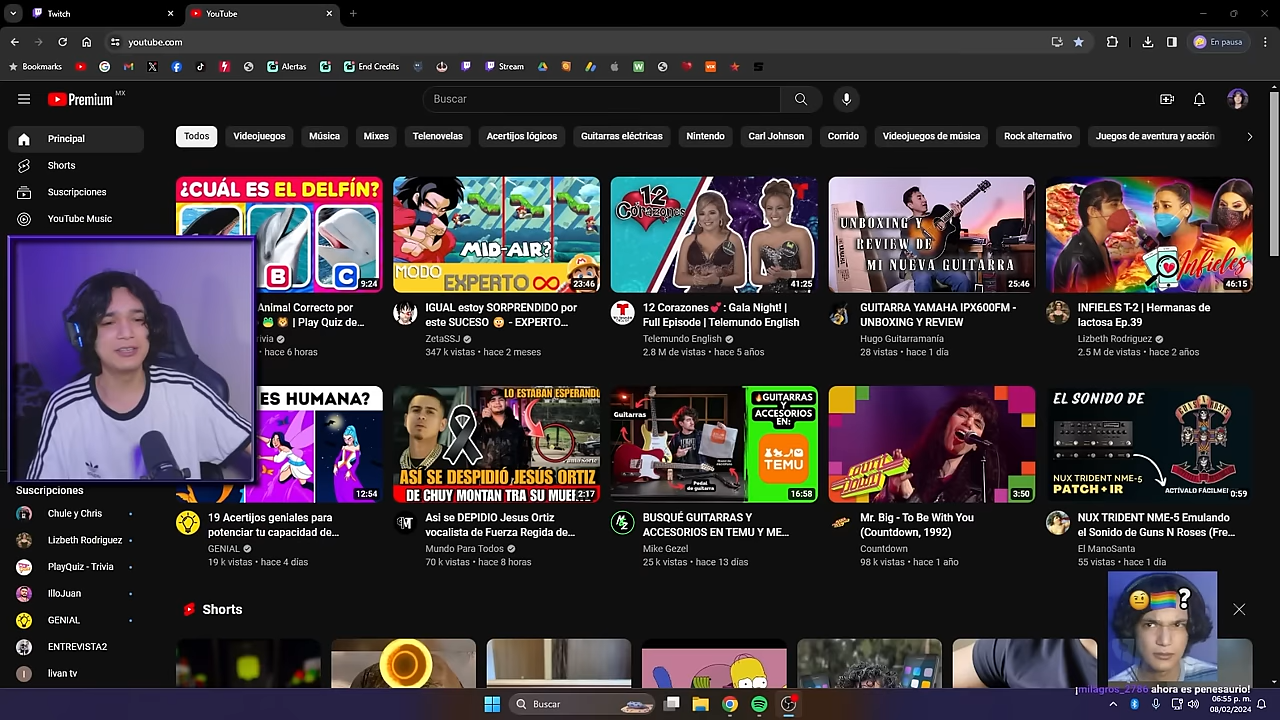 Twitch
YouTube
youtube.com
En pausa
Bookmarks
Alertas
End Credits
Stream
Premium MX
Buscar
Todos
Videojuegos
Música
Mixes
Telenovelas
Acertijos lógicos
Guitarras eléctricas
Nintendo
Carl Johnson
Corrido
Videojuegos de música
Rock alternativo
Juegos de aventura y acción
Principal
Shorts
Suscripciones
YouTube Music
¿CUÁL ES EL DELFÍN?
B
C
9:24
Animal Correcto por
| Play Quiz de...
ivia
hace 6 horas
MID-AIR?
MODO
EXPERTO ∞
23:46
IGUAL estoy SORPRENDIDO por
este SUCESO - EXPERTO...
ZetaSSJ
347 k vistas • hace 2 meses
12
Corazones
41:25
12 Corazones💕: Gala Night! |
Full Episode | Telemundo English
Telemundo English
2.8 M de vistas • hace 5 años
UNBOXING Y
REVIEW DE
MI NUEVA GUITARRA
25:46
GUITARRA YAMAHA IPX600FM -
UNBOXING Y REVIEW
Hugo Guitarramanía
28 vistas • hace 1 día
Infieles
46:15
INFIELES T-2 | Hermanas de
lactosa Ep.39
Lizbeth Rodriguez
2.5 M de vistas • hace 2 años
ES HUMANA?
12:54
19 Acertijos geniales para
potenciar tu capacidad de...
GENIAL
19 k vistas • hace 4 días
LO ESTABAN ESPERANDO
ASÍ SE DESPIDIÓ JESÚS ORTIZ
DE CHUY MONTAN TRA SU MUER
2:17
Asi se DEPIDIO Jesus Ortiz
vocalista de Fuerza Regida de...
Mundo Para Todos
70 k vistas • hace 8 horas
Guitarras
Pedal
de guitarra
🔥GUITARRAS
Y
ACCESORIOS
EN:
TEMU
16:58
BUSQUÉ GUITARRAS Y
ACCESORIOS EN TEMU Y ME...
Mike Gezel
25 k vistas • hace 13 días
COUNTDOWN
3:50
Mr. Big - To Be With You
(Countdown, 1992)
Countdown
98 k vistas • hace 1 año
EL SONIDO DE
NUX TRIDENT NME-5
PATCH + IR
ACTÍVALO FÁCILMENTE!
0:59
NUX TRIDENT NME-5 Emulando
el Sonido de Guns N Roses (Fre...
El ManoSanta
55 vistas • hace 1 día
Suscripciones
Chule y Chris
Lizbeth Rodriguez
PlayQuiz - Trivia
IlloJuan
GENIAL
ENTREVISTA2
livan tv
Shorts
?
milagros_2786 ahora es penesaurio!
Buscar
06:55 p. m.
08/02/2024